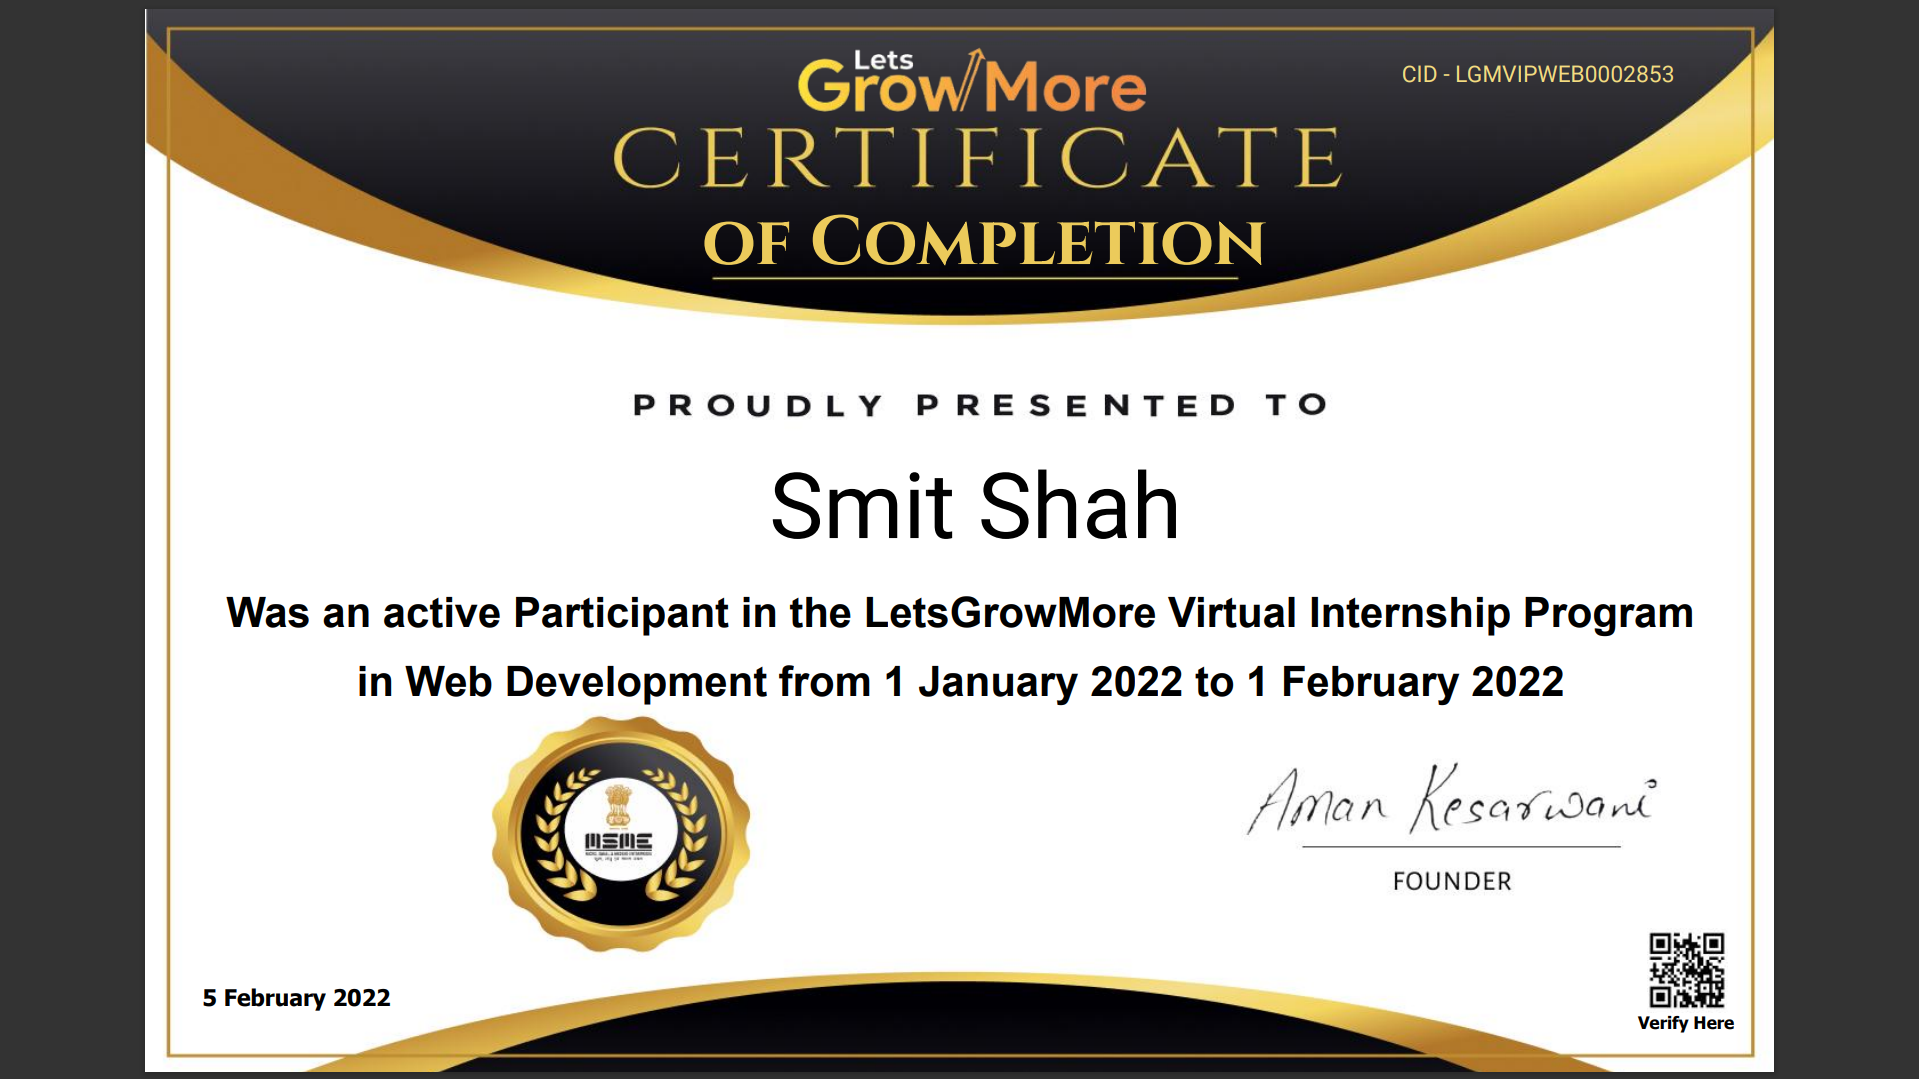 Lets
GrowMore
CID - LGMVIPWEB0002853
CERTIFICATE
OF COMPLETION
PROUDLY PRESENTED TO
Smit Shah
Was an active Participant in the LetsGrowMore Virtual Internship Program
in Web Development from 1 January 2022 to 1 February 2022
MSME
Aman Kesarwani
FOUNDER
5 February 2022
Verify Here